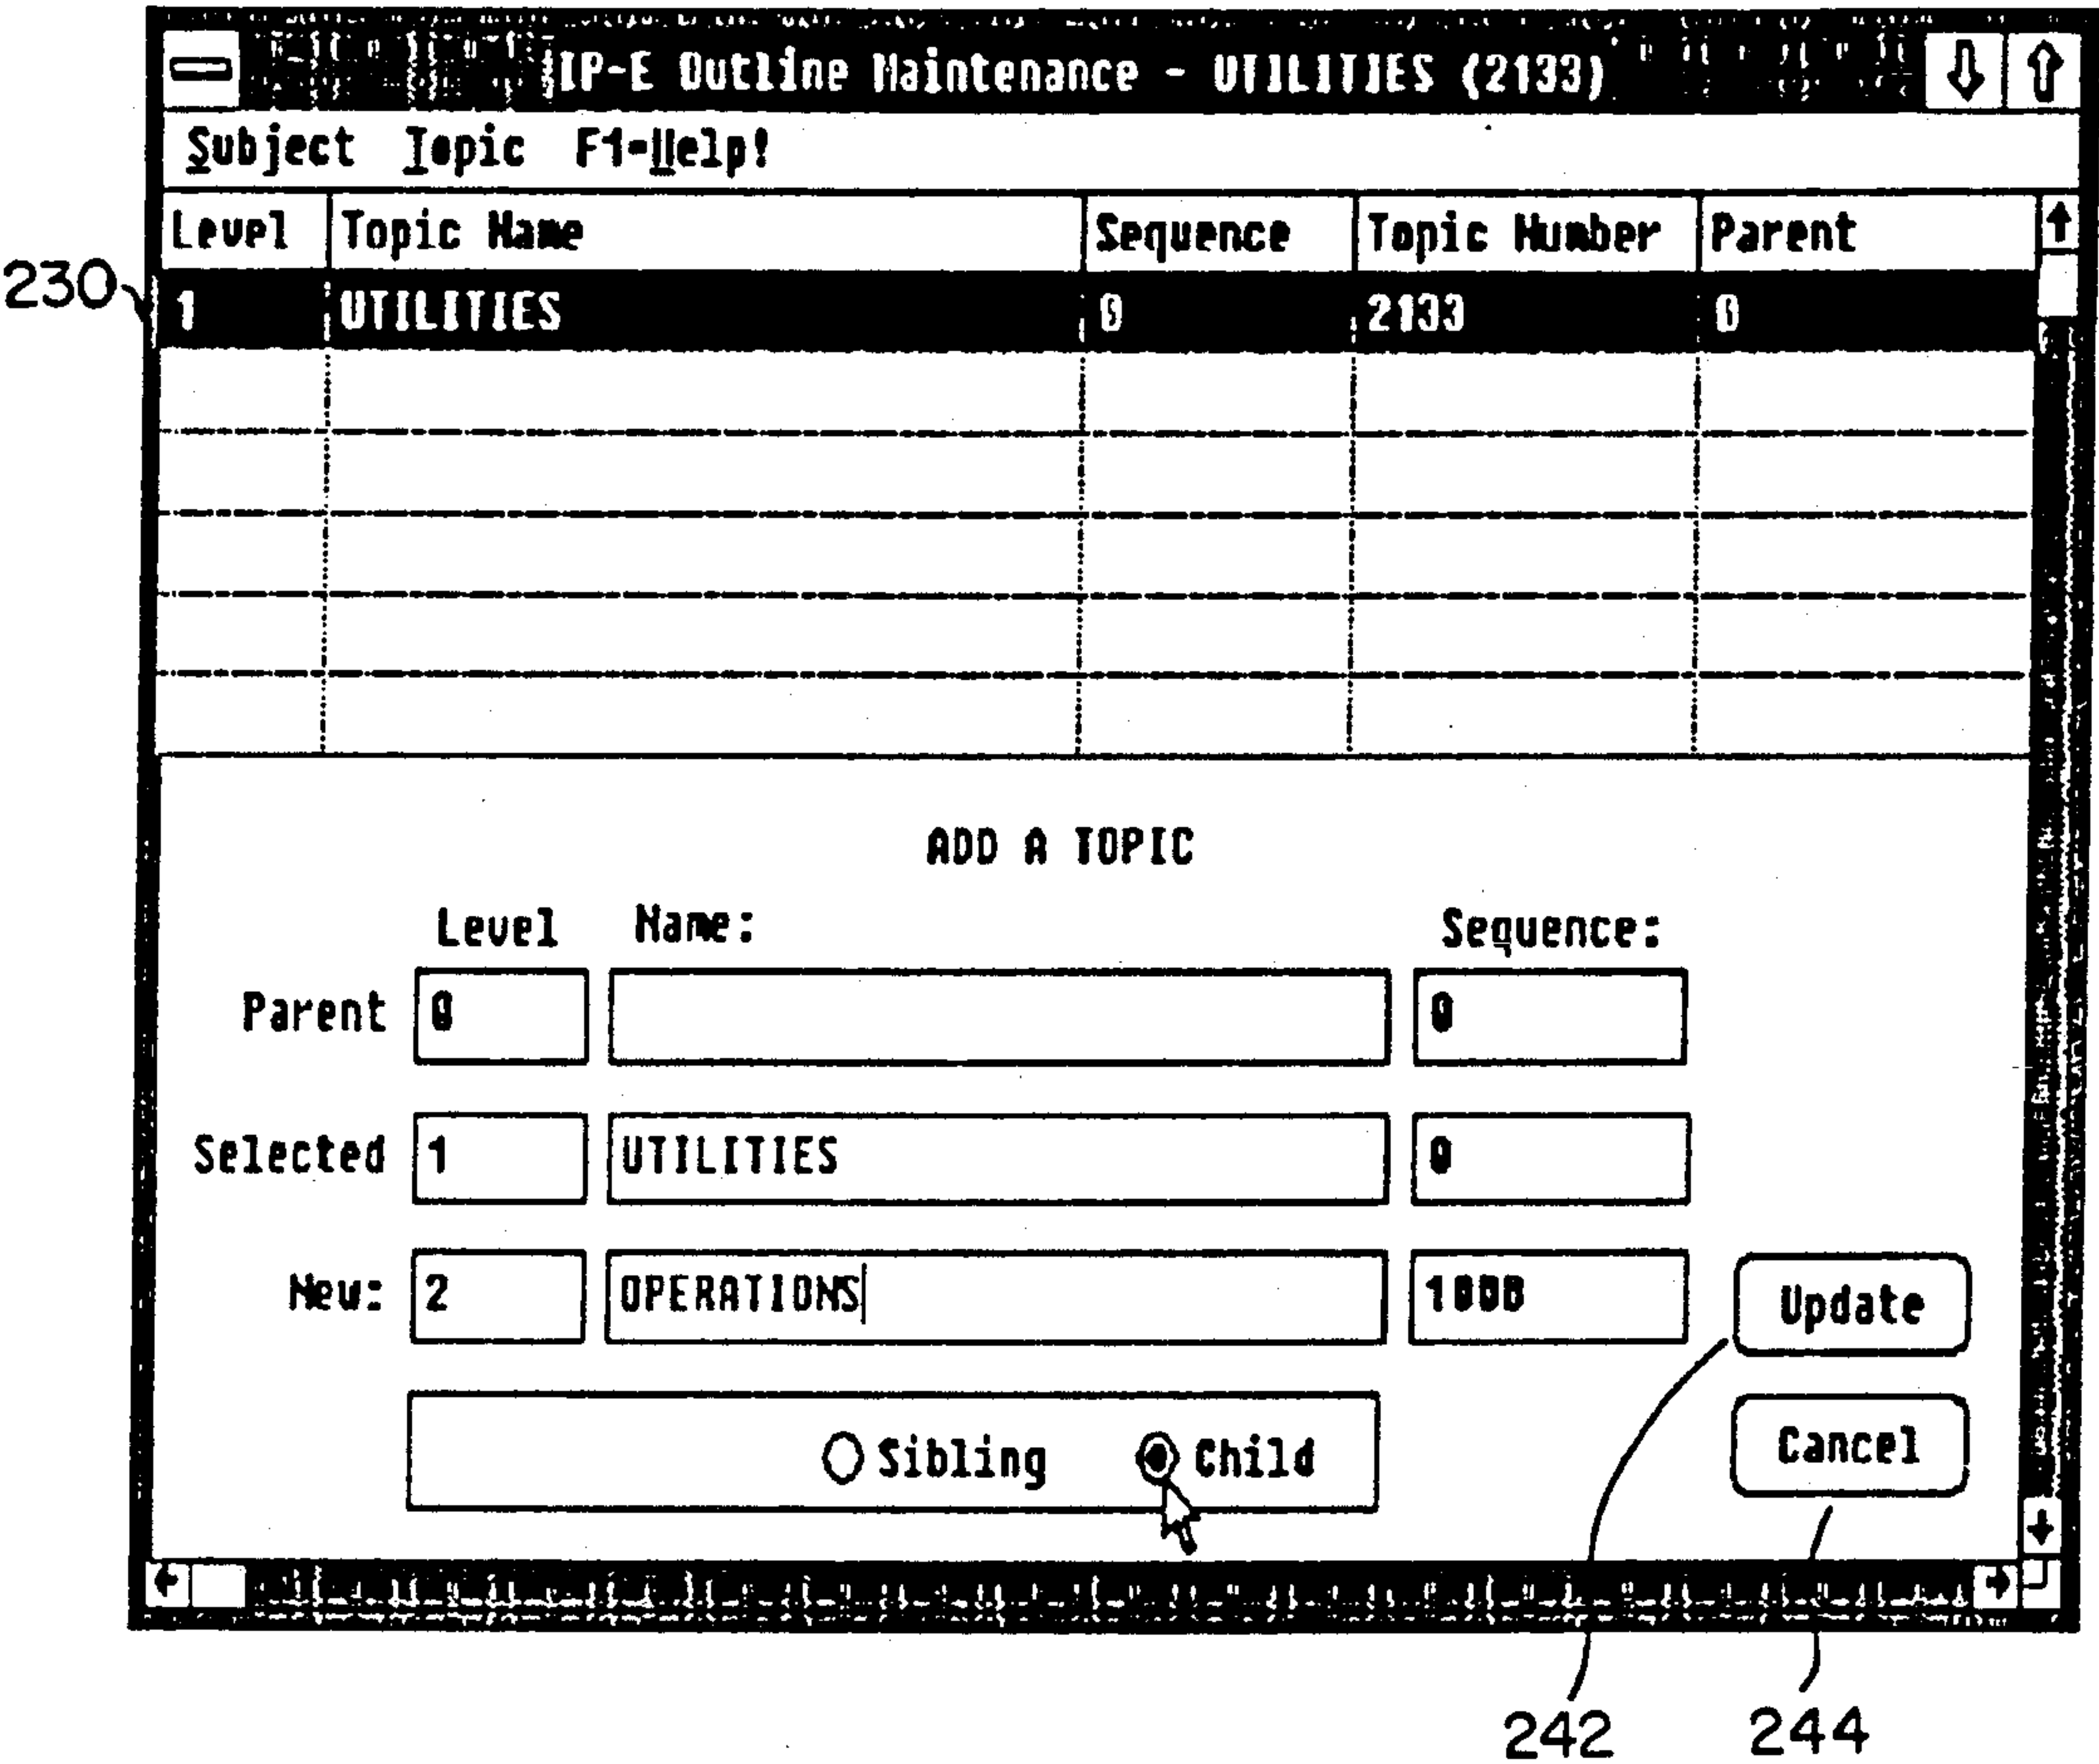 IP-E Outline Maintenance - UTILITIES (2133)
Subject Topic F1=Help!
Level Topic Name Sequence Topic Number Parent
230
1 UTILITIES 0 2133 0
ADD A TOPIC
Level Name: Sequence:
Parent 0 0
Selected 1 UTILITIES 0
New: 2 OPERATIONS 1000 Update
Sibling Child Cancel
242 244